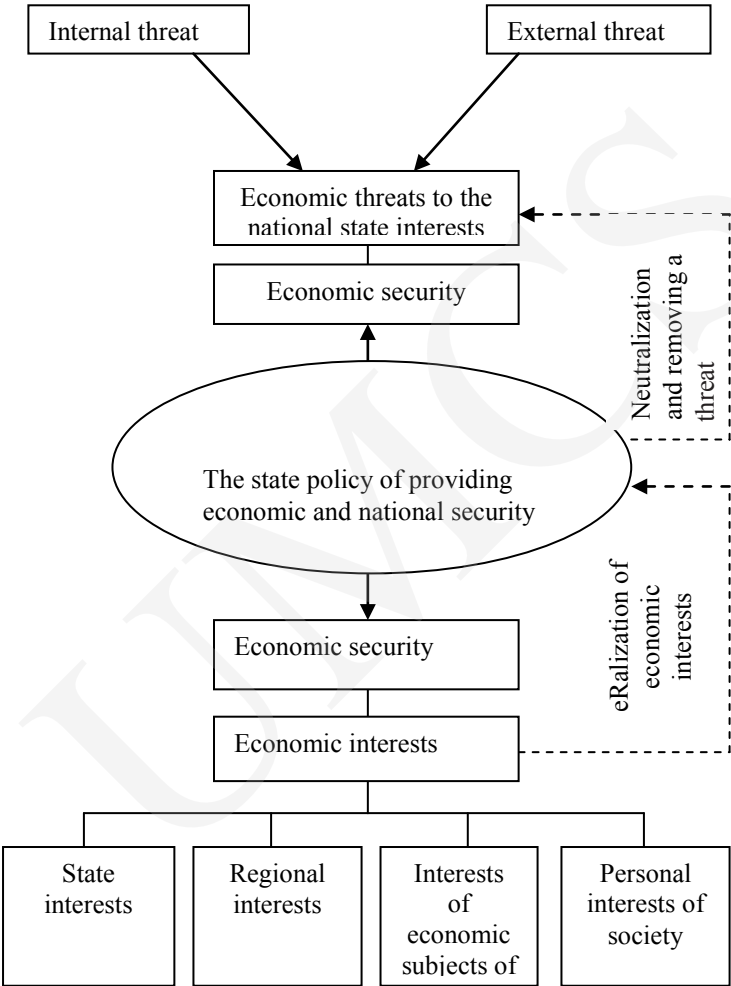 Internal threat
External threat
Economic threats to the
national state interests
Economic security
Neutralization
and removing a
threat
The state policy of providing
economic and national security
Economic security
eRalization of
economic
interests
Economic interests
State
interests
Regional
interests
Interests
of
economic
subjects of
Personal
interests of
society
UMCS